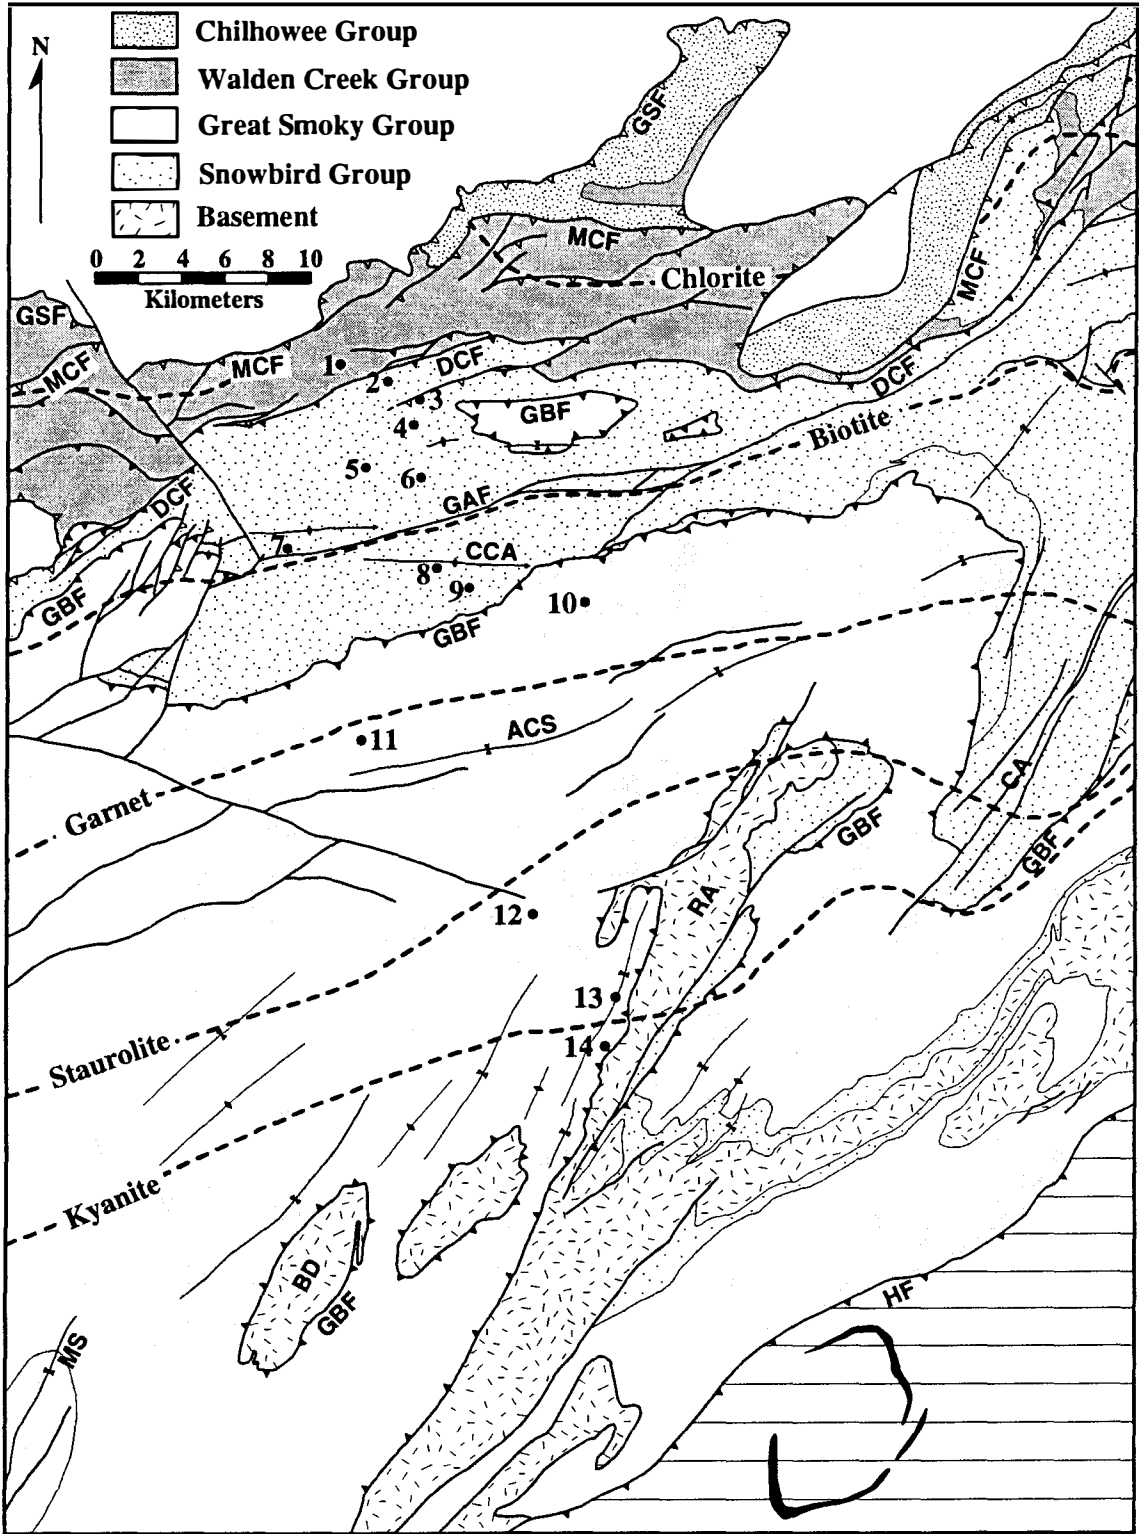 N
Chilhowee Group
Walden Creek Group
Great Smoky Group
Snowbird Group
Basement
0 2 4 6 8 10
Kilometers
GSF
MCF
Chlorite
MCF
GSF
MCF
MCF
1
2
DCF
3
4
GBF
DCF
Biotite
5
6
GAF
DCF
7
CCA
8
9
10
GBF
GBF
11
ACS
Garnet
CA
GBF
GBF
RA
12
13
14
Staurolite
Kyanite
BD
GBF
HF
MS